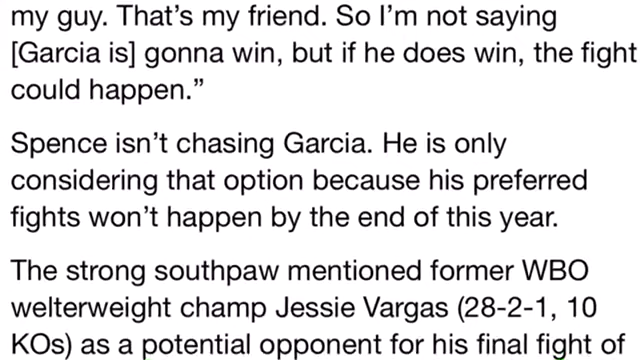 my guy. That’s my friend. So I’m not saying
[Garcia is] gonna win, but if he does win, the fight
could happen.”
Spence isn’t chasing Garcia. He is only
considering that option because his preferred
fights won’t happen by the end of this year.
The strong southpaw mentioned former WBO
welterweight champ Jessie Vargas (28-2-1, 10
KOs) as a potential opponent for his final fight of